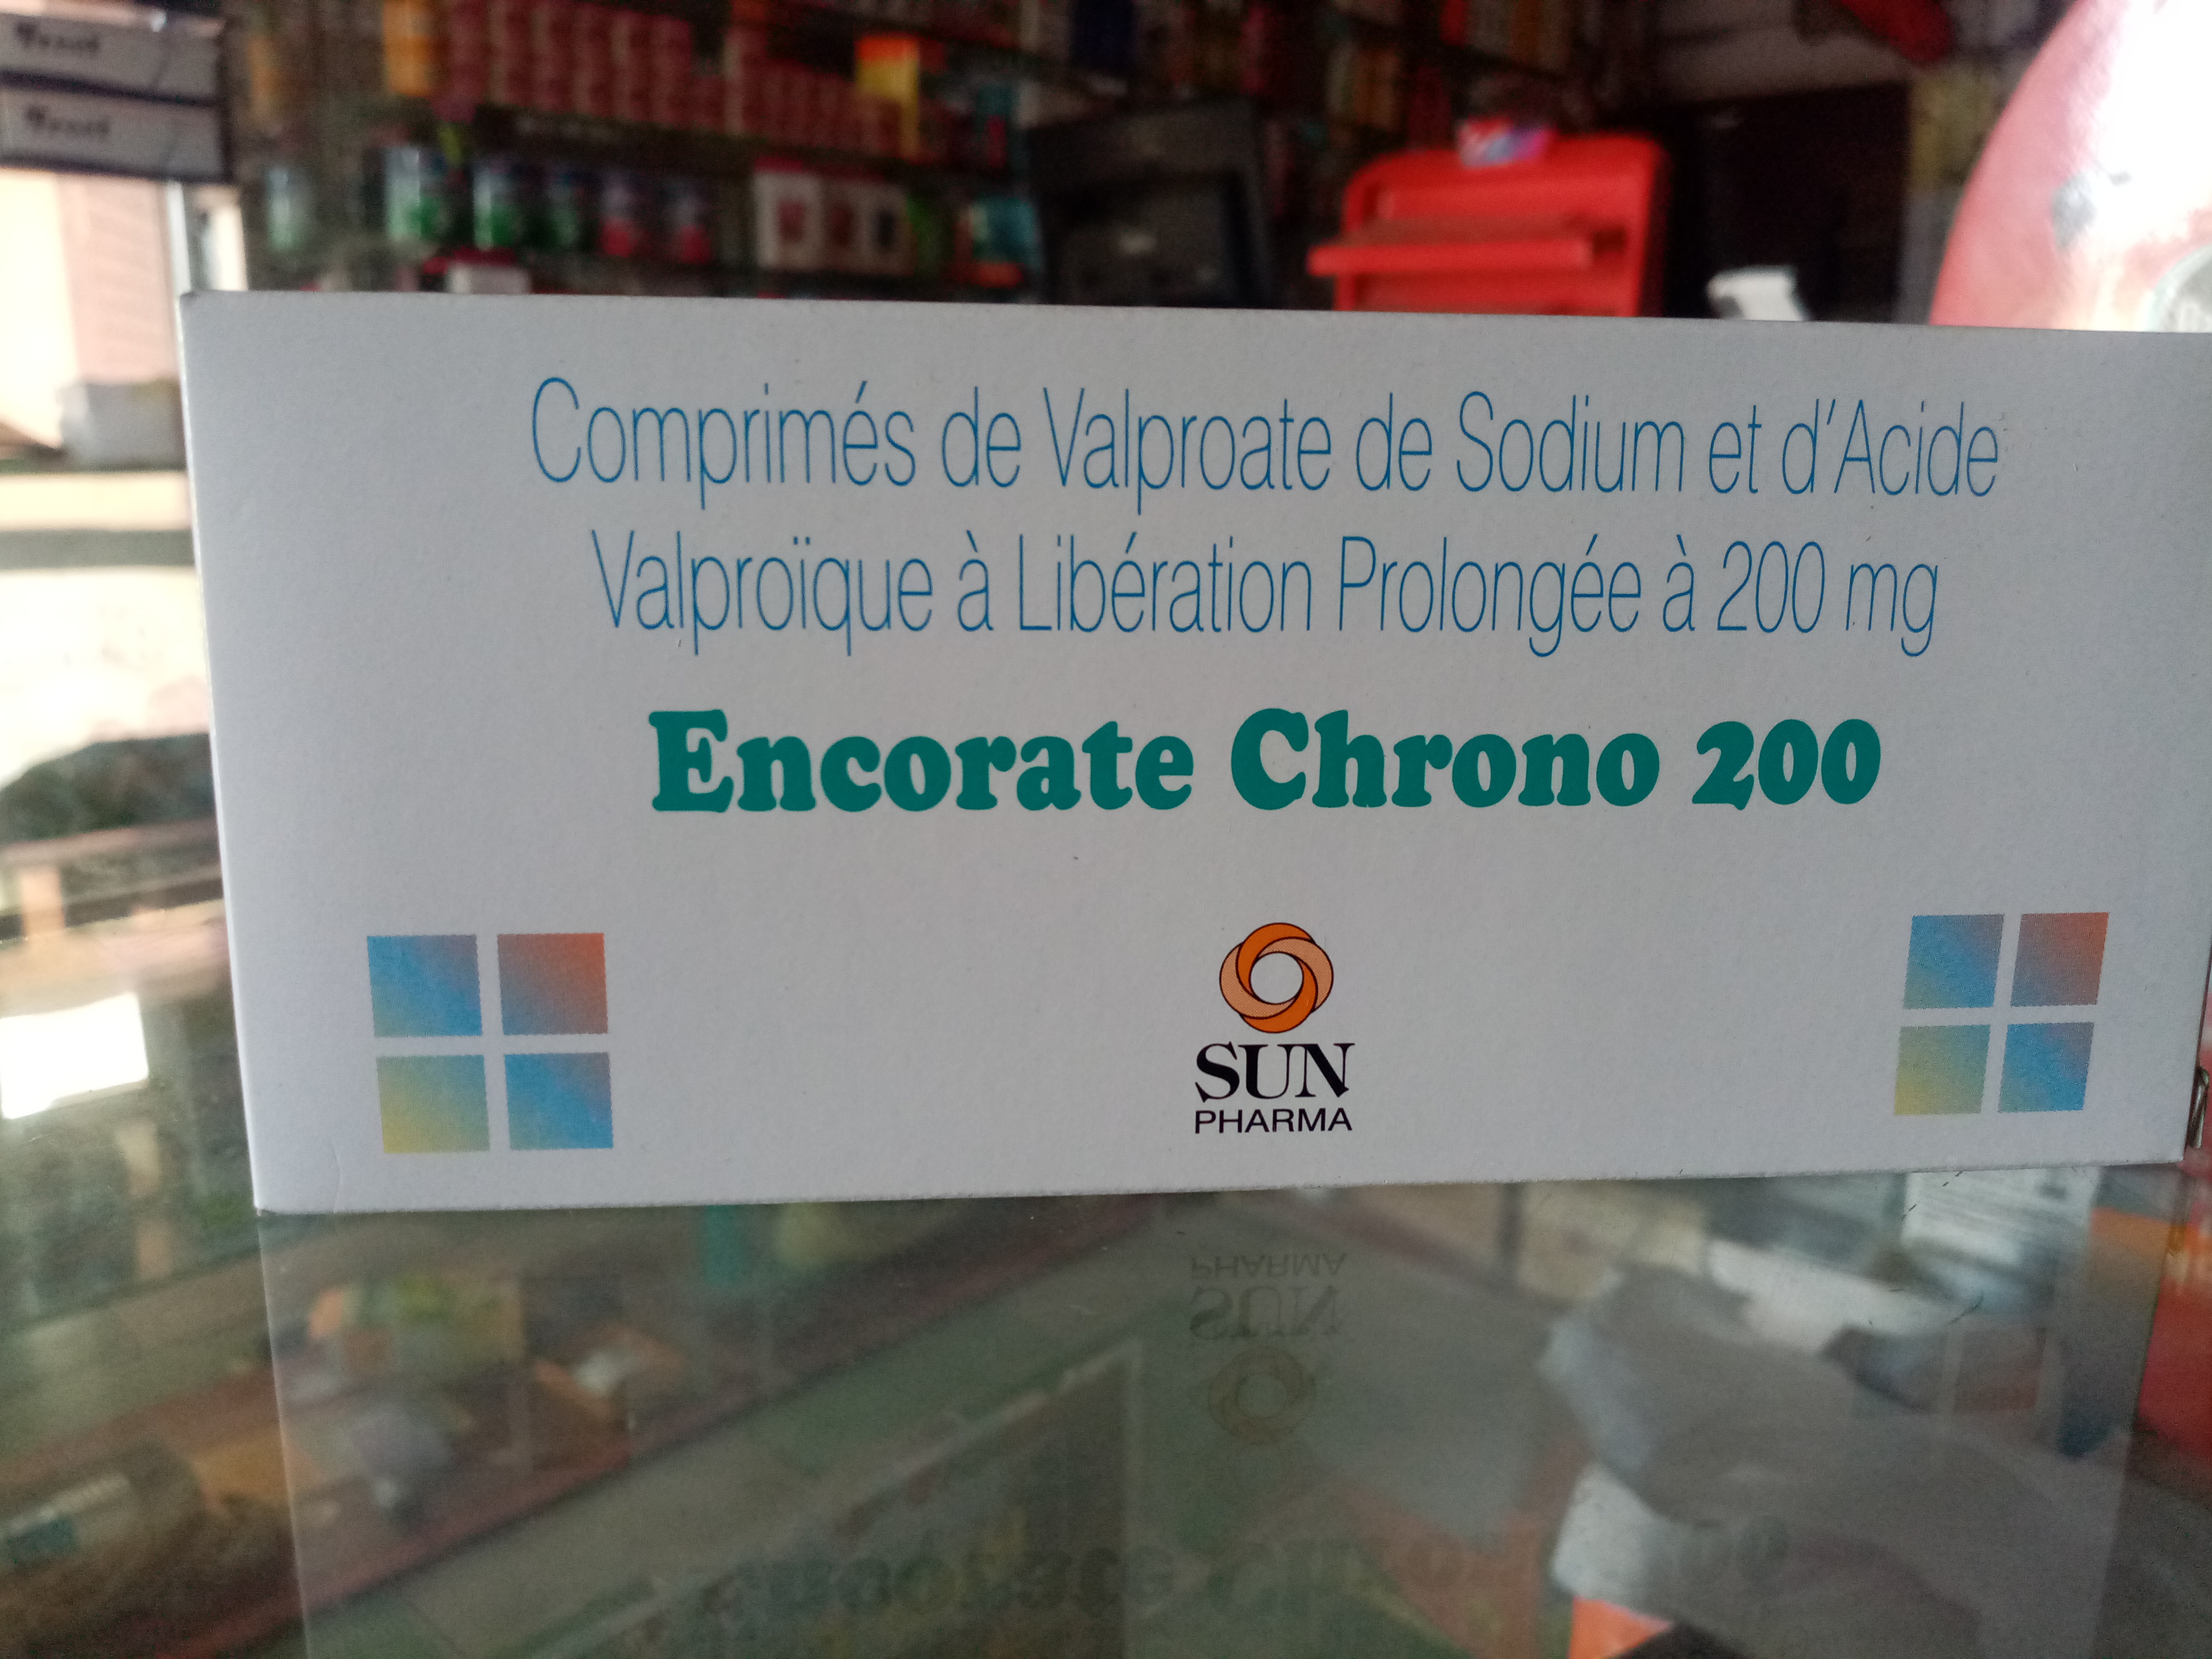 Comprimés de Valproate de Sodium et d'Acide
Valproïque à Libération Prolongée à 200 mg
Encorate Chrono 200
SUN
PHARMA